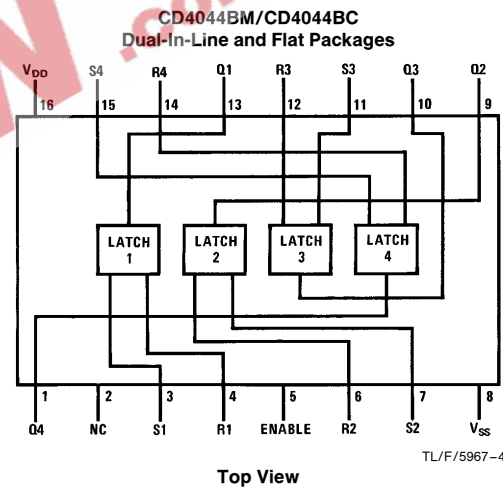 CD4044BM/CD4044BC
Dual-In-Line and Flat Packages
VDD S4 R4 Q1 R3 S3 Q3 Q2
16 15 14 13 12 11 10 9
LATCH 1
LATCH 2
LATCH 3
LATCH 4
1 2 3 4 5 6 7 8
Q4 NC S1 R1 ENABLE R2 S2 VSS
TL/F/5967-4
Top View